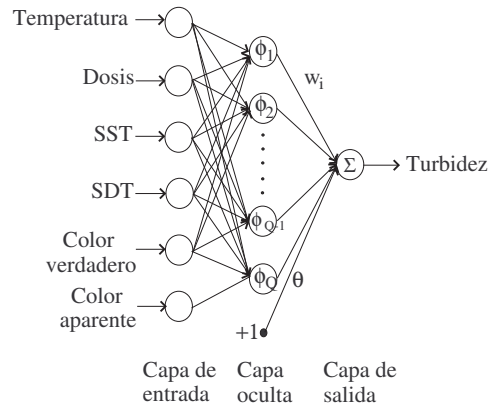 Temperatura
Dosis
SST
SDT
Color
verdadero
Color
aparente
ϕ1
ϕ2
ϕQ-1
ϕQ
wi
θ
+1
Σ
Turbidez
Capa de
entrada
Capa
oculta
Capa de
salida